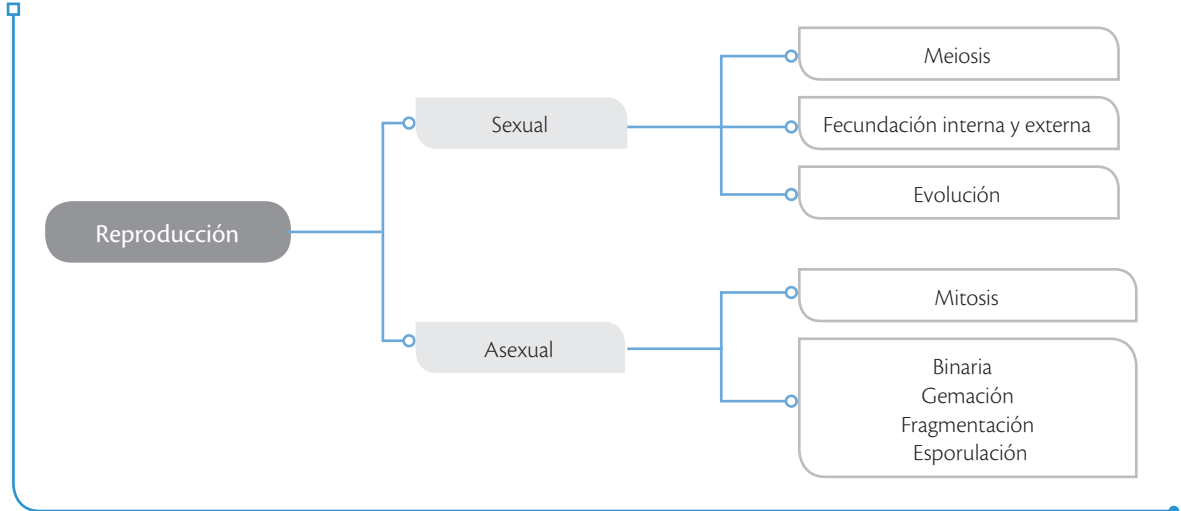 Reproducción
Sexual
Meiosis
Fecundación interna y externa
Evolución
Asexual
Mitosis
Binaria
Gemación
Fragmentación
Esporulación